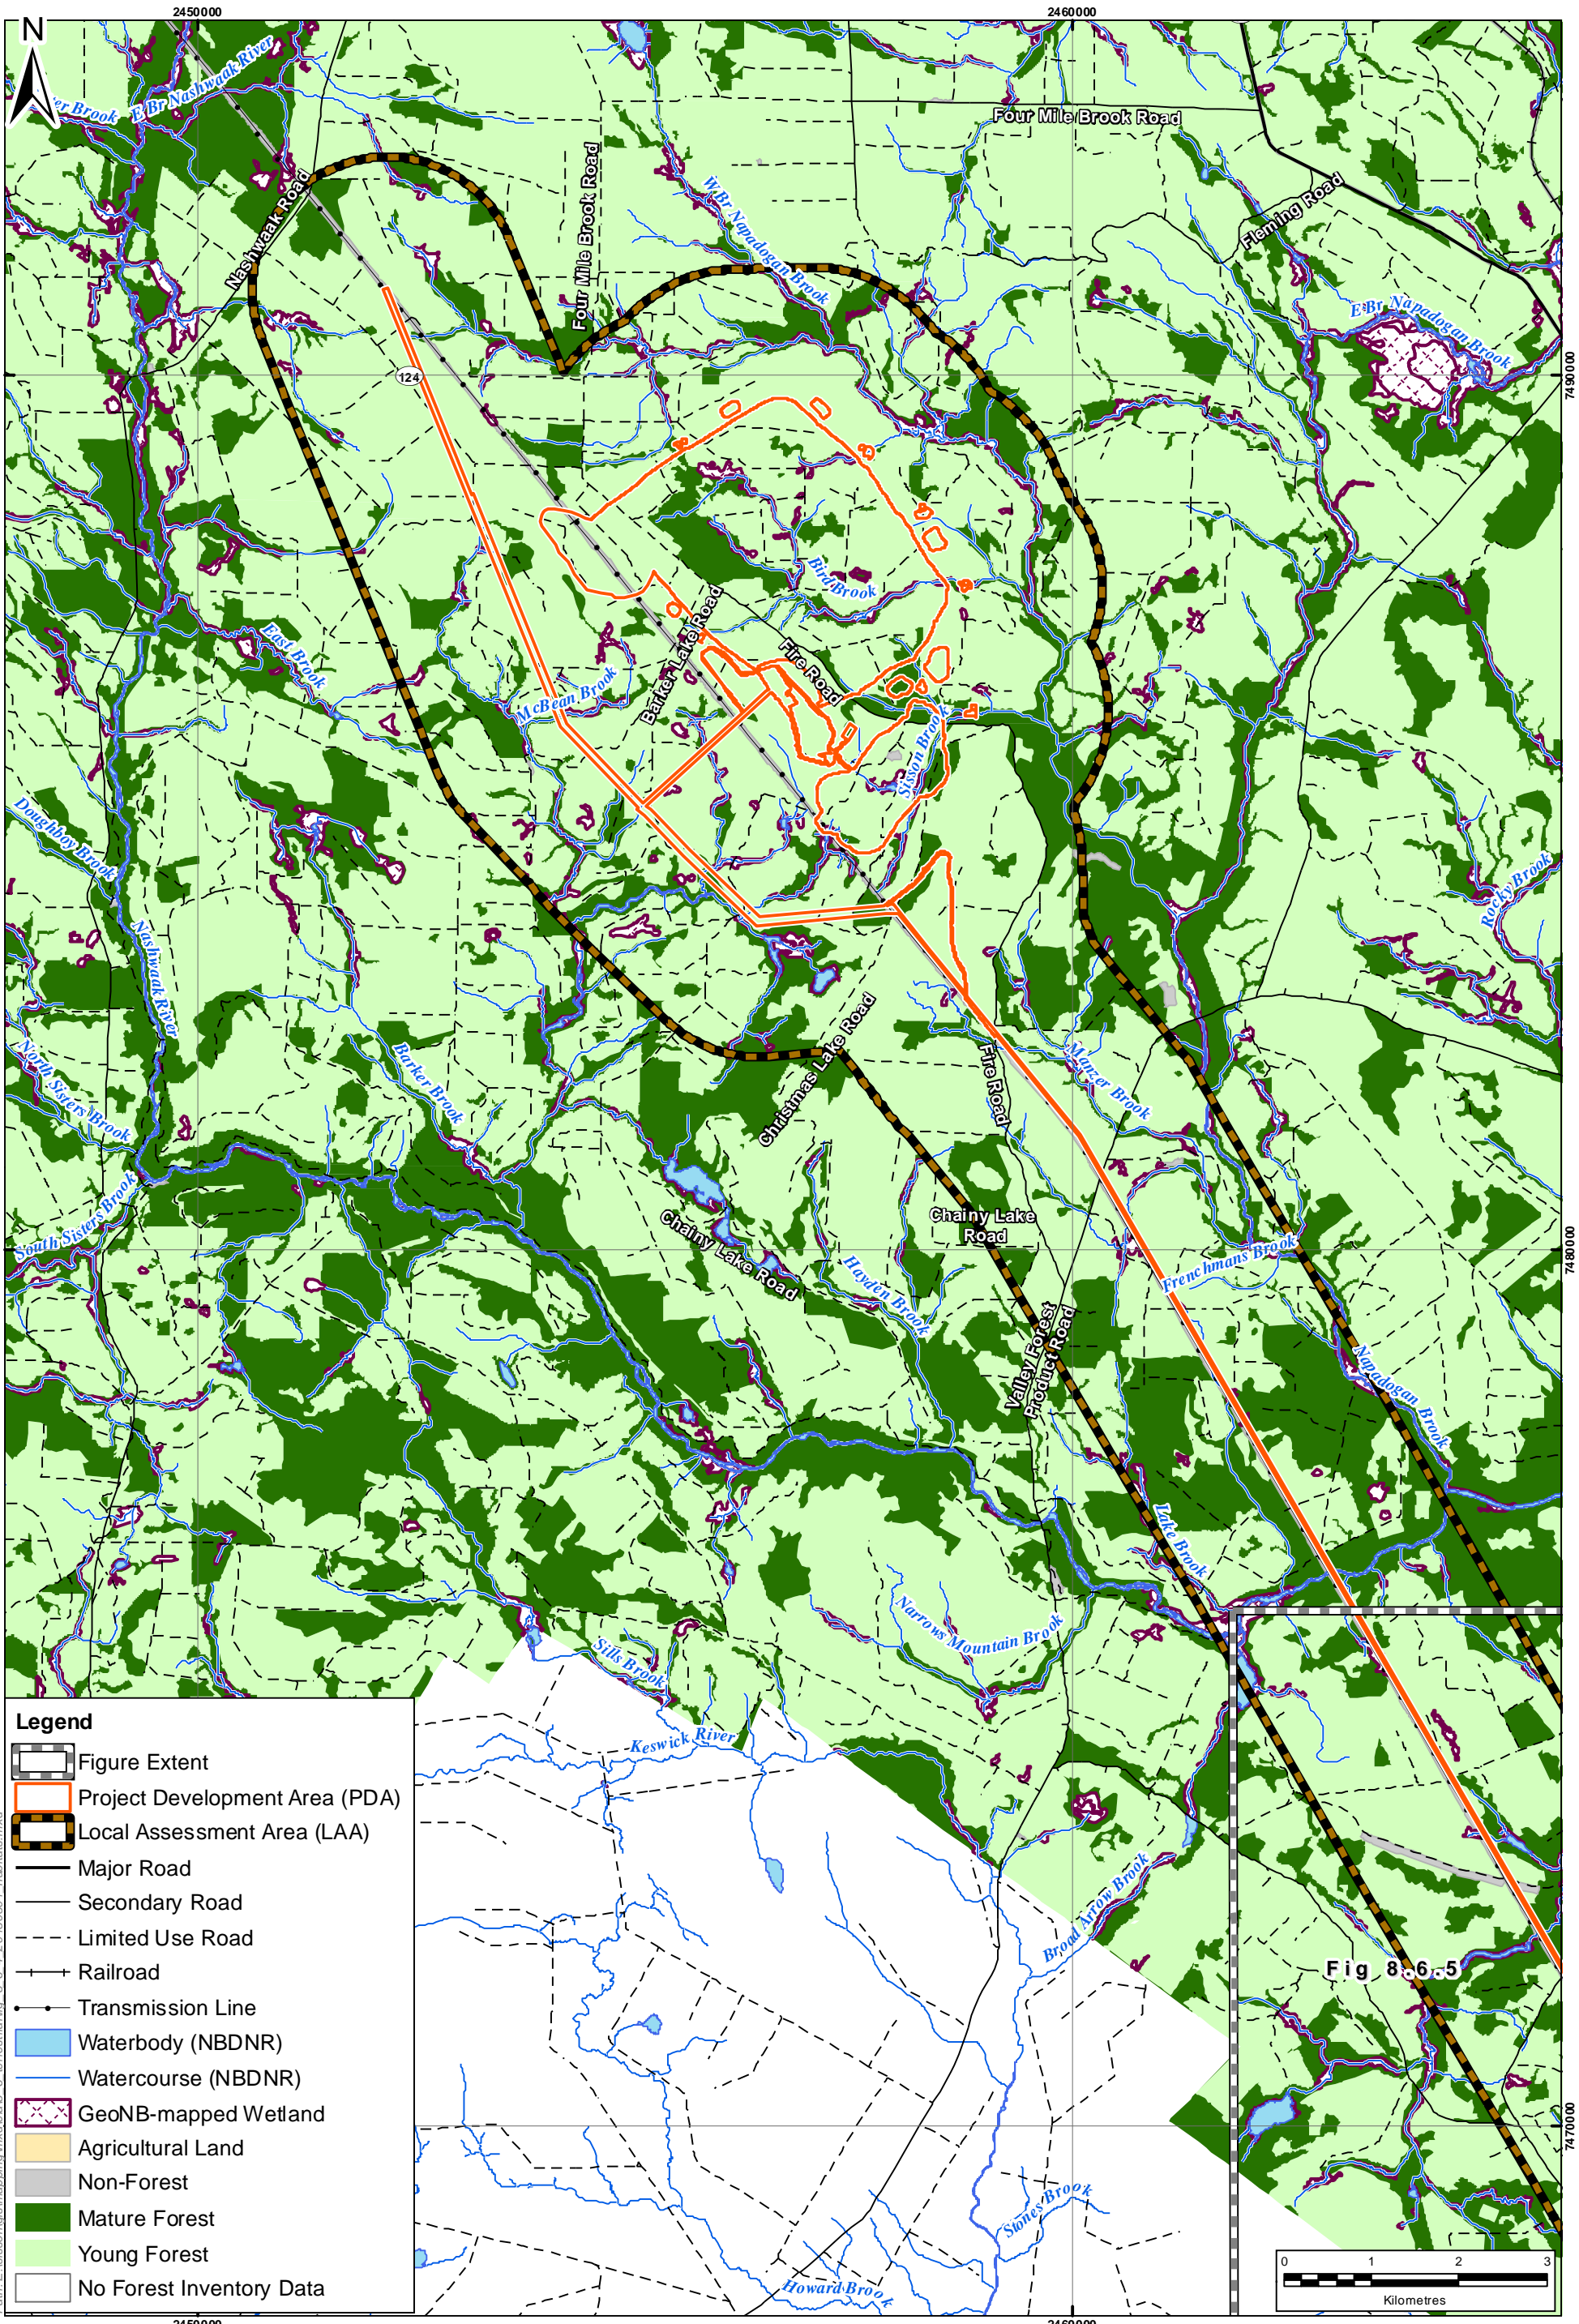 2450000
2460000
N
E Br Nashwaak River
er Brook
Four Mile Brook Road
Nashwaak Road
Four Mile Brook Road
W Br Napadogan Brook
Fleming Road
E Br Napadogan Brook
7490000
124
Bird Brook
East Brook
McBean Brook
Barker Lake Road
Fire Road
Sisson Brook
Doughboy Brook
Rocky Brook
Nashwaak River
North Sisters Brook
Barker Brook
Christmas Lake Road
Fire Road
Manzer Brook
South Sisters Brook
Chainy Lake Road
Chainy Lake
Road
Hayden Brook
Frenchmans Brook
7480000
Valley Forest
Product Road
Napadogan Brook
Lake Brook
Narrows Mountain Brook
Sills Brook
Keswick River
Broad Arrow Brook
Fig 8.6.5
7470000
Stones Brook
Howard Brook
Legend
Figure Extent
Project Development Area (PDA)
Local Assessment Area (LAA)
Major Road
Secondary Road
Limited Use Road
Railroad
Transmission Line
Waterbody (NBDNR)
Watercourse (NBDNR)
GeoNB-mapped Wetland
Agricultural Land
Non-Forest
Mature Forest
Young Forest
No Forest Inventory Data
0 1 2 3
Kilometres